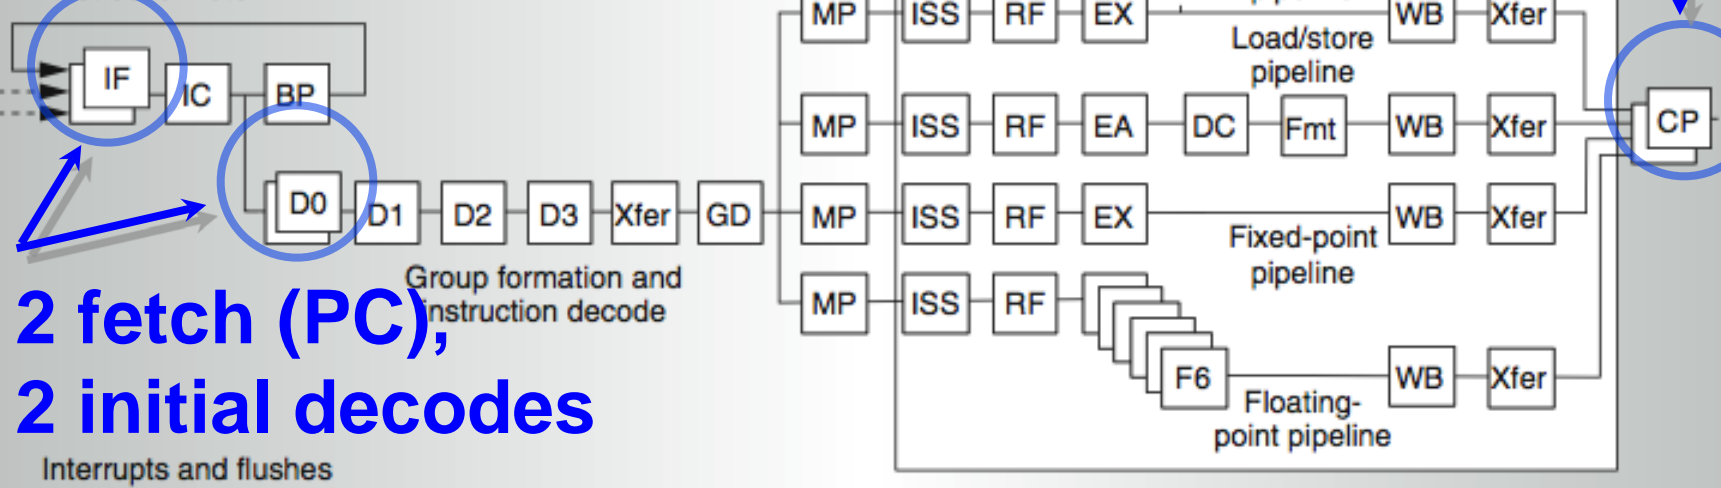 MP ISS RF EX WB Xfer
Load/store
pipeline
IF IC BP
MP ISS RF EA DC Fmt WB Xfer
CP
D0 D1 D2 D3 Xfer GD
MP ISS RF EX WB Xfer
Fixed-point
pipeline
Group formation and
instruction decode
MP ISS RF
F6 WB Xfer
Floating-
point pipeline
2 fetch (PC),
2 initial decodes
Interrupts and flushes